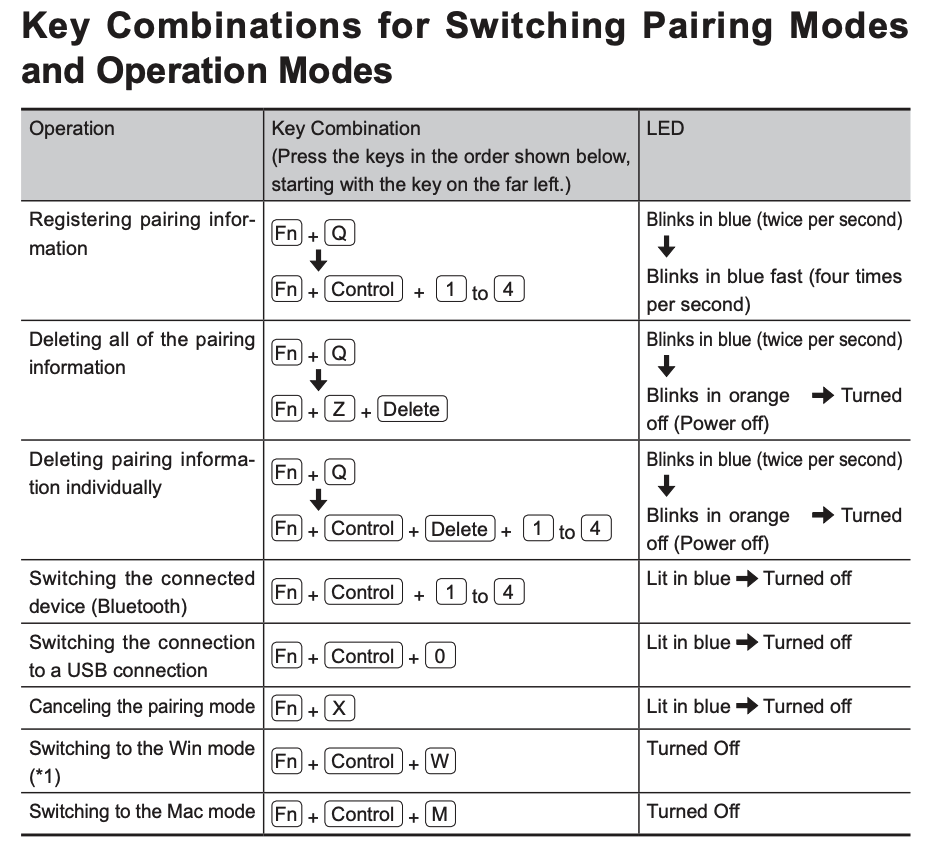 Key Combinations for Switching Pairing Modes
and Operation Modes
Operation
Key Combination
(Press the keys in the order shown below,
starting with the key on the far left.)
LED
Registering pairing infor-
mation
Fn + Q
↓
Fn + Control + 1 to 4
Blinks in blue (twice per second)
↓
Blinks in blue fast (four times
per second)
Deleting all of the pairing
information
Fn + Q
↓
Fn + Z + Delete
Blinks in blue (twice per second)
↓
Blinks in orange → Turned
off (Power off)
Deleting pairing informa-
tion individually
Fn + Q
↓
Fn + Control + Delete + 1 to 4
Blinks in blue (twice per second)
↓
Blinks in orange → Turned
off (Power off)
Switching the connected
device (Bluetooth)
Fn + Control + 1 to 4
Lit in blue → Turned off
Switching the connection
to a USB connection
Fn + Control + 0
Lit in blue → Turned off
Canceling the pairing mode
Fn + X
Lit in blue → Turned off
Switching to the Win mode
(*1)
Fn + Control + W
Turned Off
Switching to the Mac mode
Fn + Control + M
Turned Off